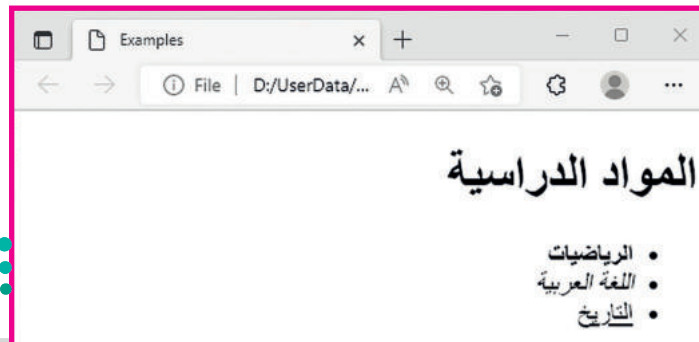 Examples
File | D:/UserData/...
المواد الدراسية
• الرياضيات
• اللغة العربية
• التاريخ